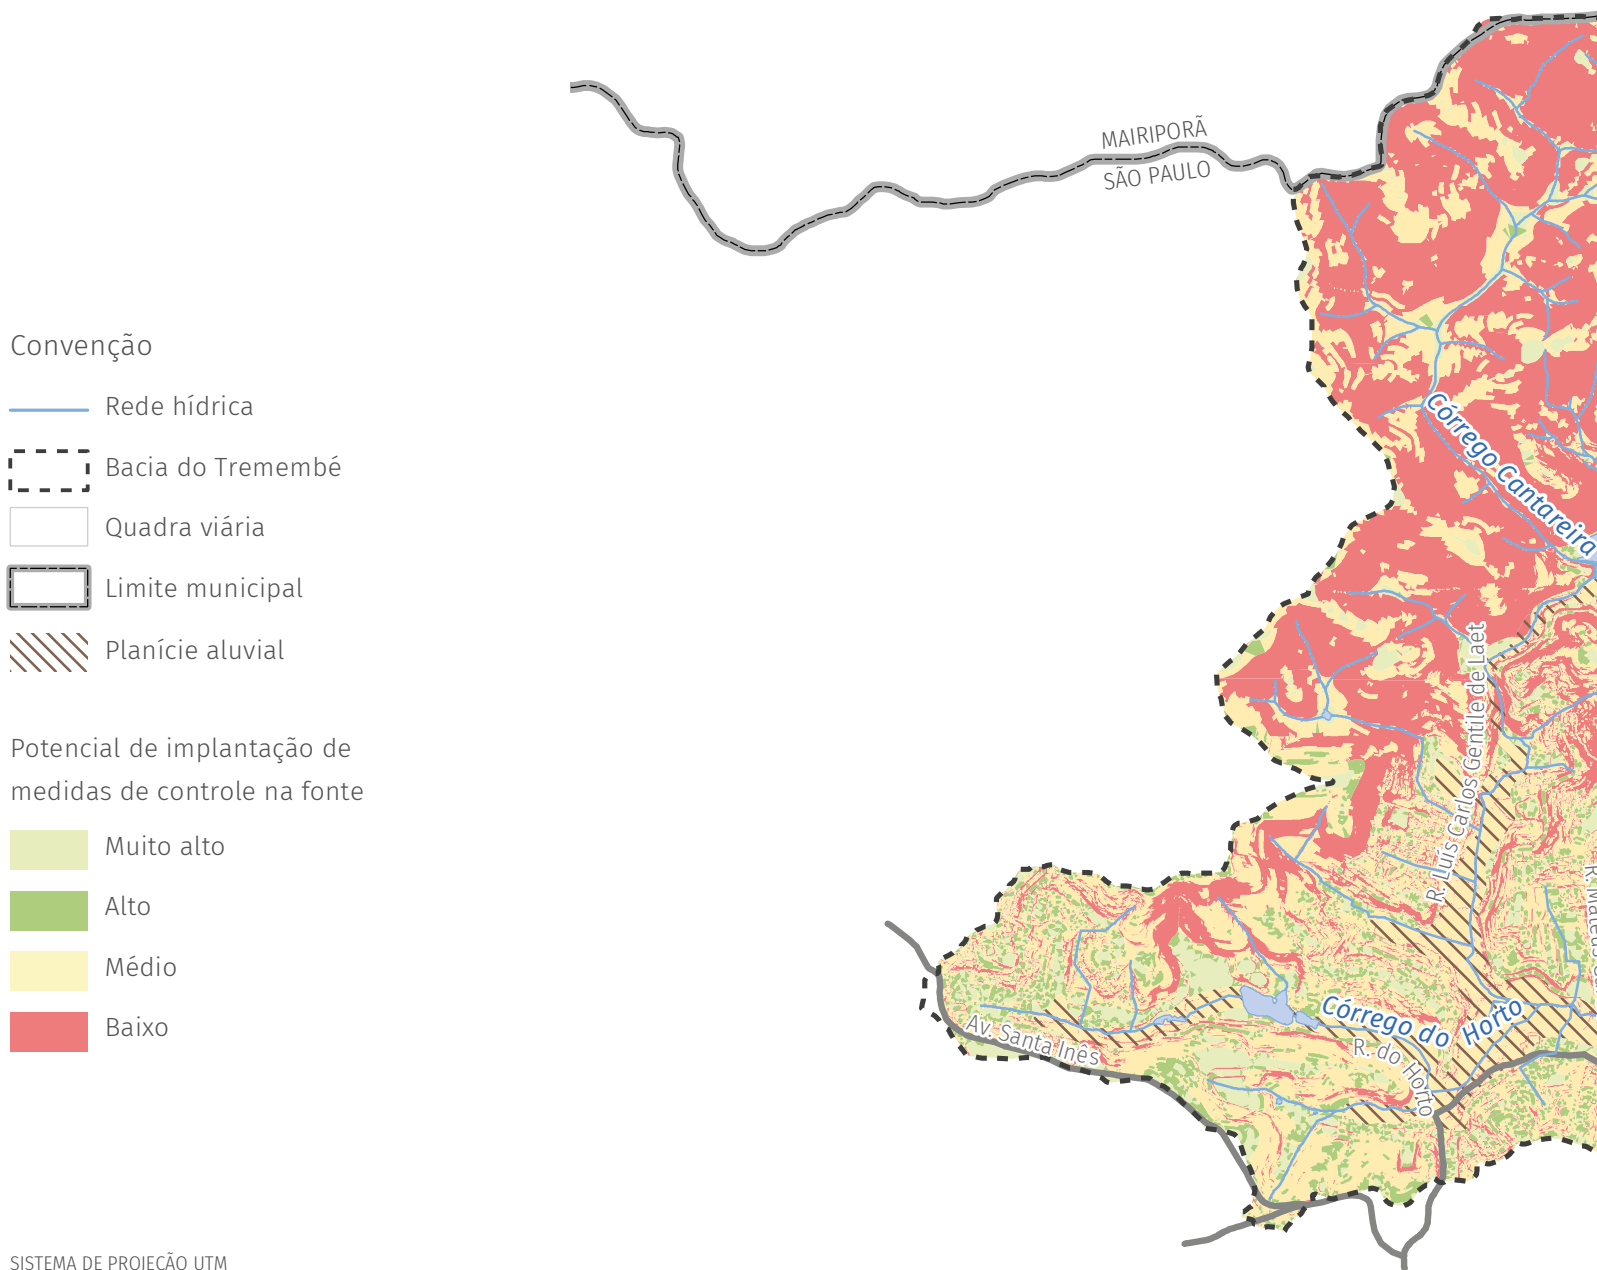 MAIRIPORÃ
SÃO PAULO
Convenção
Rede hídrica
Bacia do Tremembé
Quadra viária
Limite municipal
Planície aluvial
Potencial de implantação de
medidas de controle na fonte
Muito alto
Alto
Médio
Baixo
Córrego Cantareira
R. Luís Carlos Gentile de Laet
R. Mateus
Córrego do Horto
R. do Horto
Av. Santa Inês
SISTEMA DE PROJEÇÃO UTM